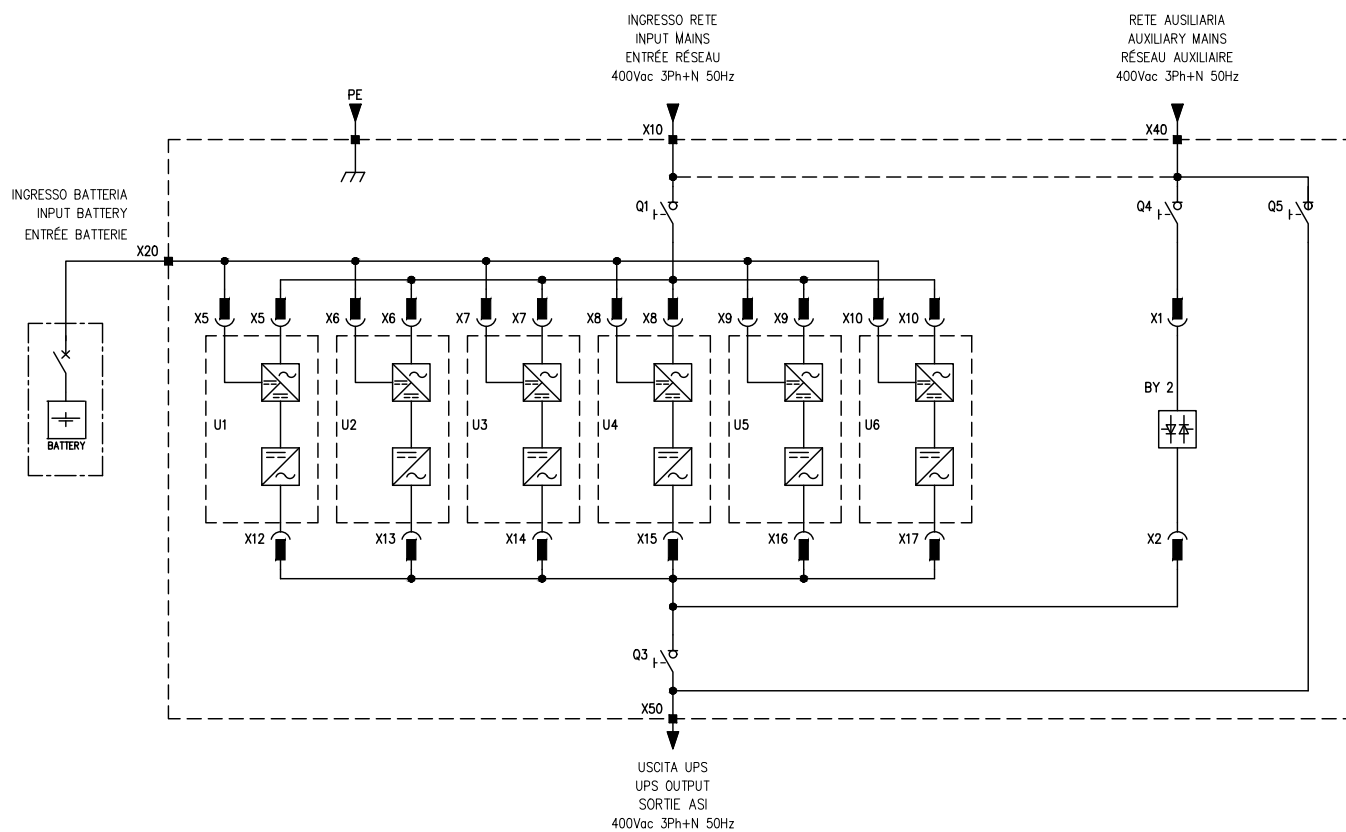 INGRESSO RETE
INPUT MAINS
ENTRÉE RÉSEAU
400Vac 3Ph+N 50Hz
RETE AUSILIARIA
AUXILIARY MAINS
RÉSEAU AUXILIAIRE
400Vac 3Ph+N 50Hz
PE
X10
X40
INGRESSO BATTERIA
INPUT BATTERY
ENTRÉE BATTERIE
Q1
Q4
Q5
X20
X5 X5 X6 X6 X7 X7 X8 X8 X9 X9 X10 X10 X1
BY 2
U1 U2 U3 U4 U5 U6
BATTERY
X12 X13 X14 X15 X16 X17 X2
Q3
X50
USCITA UPS
UPS OUTPUT
SORTIE ASI
400Vac 3Ph+N 50Hz